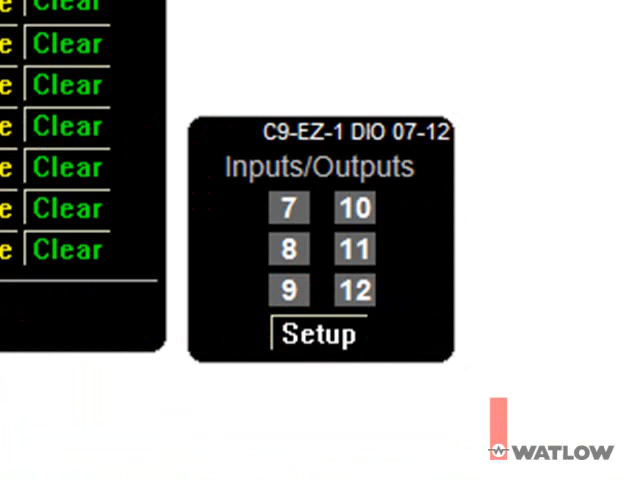 e Clear
e Clear
e Clear
e Clear
e Clear
e Clear
e Clear
C9-EZ-1 DIO 07-12
Inputs/Outputs
7 10
8 11
9 12
Setup
WATLOW